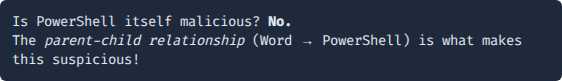 Is PowerShell itself malicious? No.
The parent-child relationship (Word → PowerShell) is what makes
this suspicious!